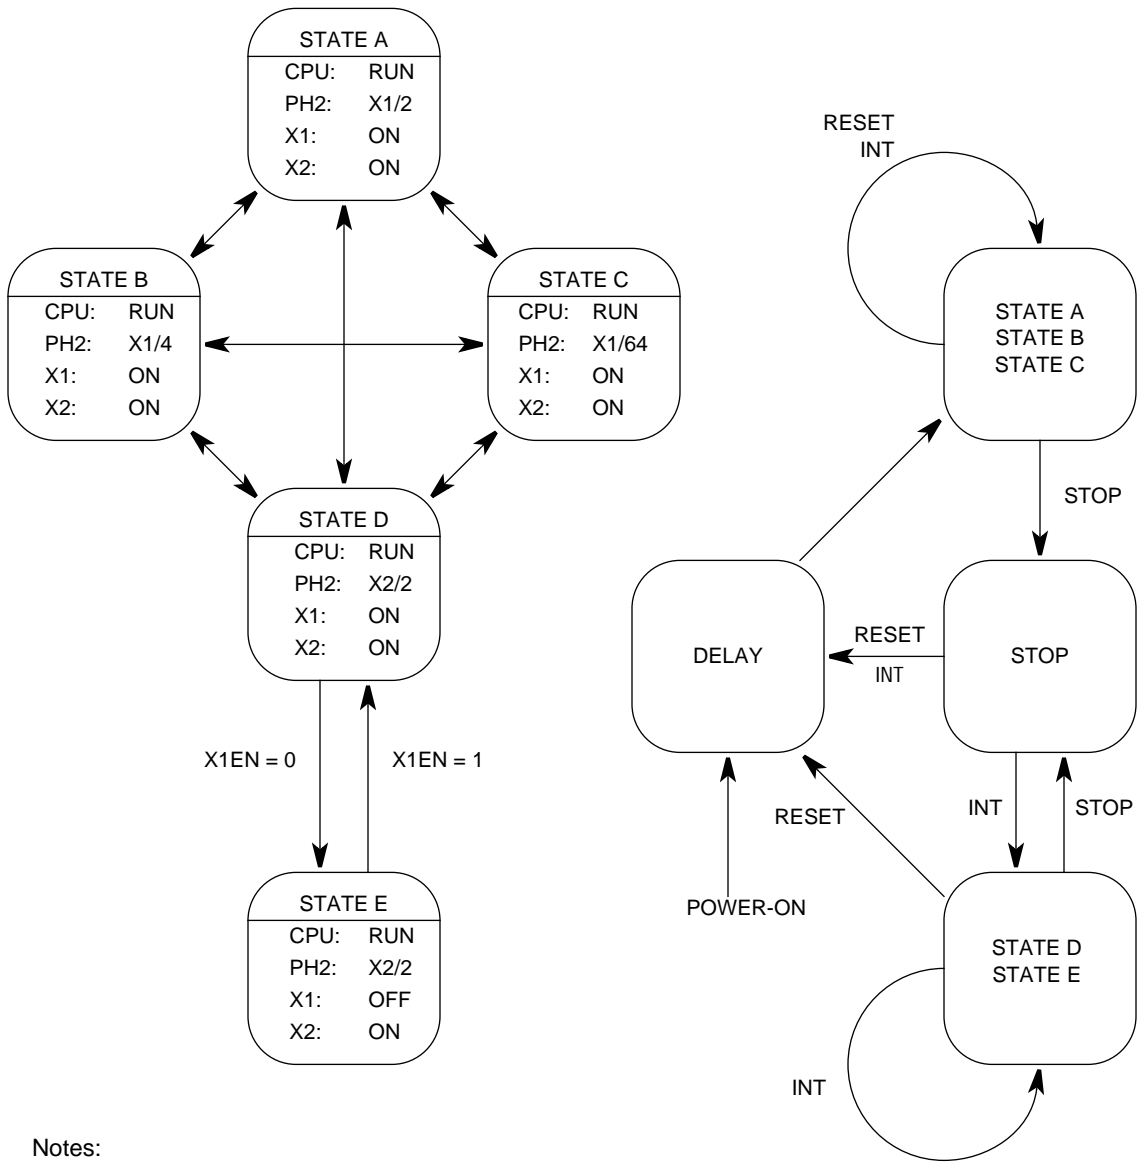 STATE A
CPU: RUN
PH2: X1/2
X1: ON
X2: ON
STATE B
CPU: RUN
PH2: X1/4
X1: ON
X2: ON
STATE C
CPU: RUN
PH2: X1/64
X1: ON
X2: ON
STATE D
CPU: RUN
PH2: X2/2
X1: ON
X2: ON
X1EN = 0
X1EN = 1
STATE E
CPU: RUN
PH2: X2/2
X1: OFF
X2: ON
RESET
INT
STATE A
STATE B
STATE C
STOP
DELAY
RESET
INT
STOP
RESET
INT
STOP
POWER-ON
STATE D
STATE E
INT
Notes: